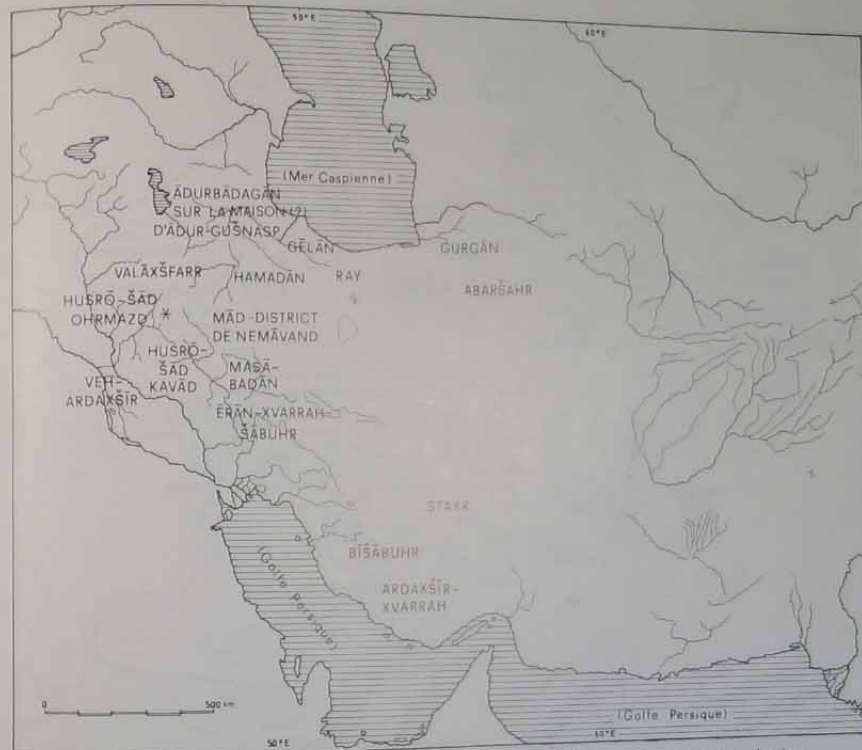 50°E
60°E
(Mer Caspienne)
ĀDURBĀDAGĀN
SUR LA MAISON (?)
D'ĀDUR-GUŠNASP
GĒLĀN
GURGĀN
VALĀXŠFARR
HAMADĀN
RAY
ABARŠAHR
HUSRŌ-ŠĀD
OHRMAZD
*
MĀD-DISTRICT
DE NEMĀVAND
HUSRŌ-
ŠĀD
KAVĀD
MASĀ-
BADĀN
VEH-
ARDAXŠĪR
ĒRĀN-XVARRAH-
ŠĀBUHR
STAXR
BĪŠĀBUHR
(Golfe Persique)
ARDAXŠĪR-
XVARRAH
0
500 km
(Golfe Persique)
50°E